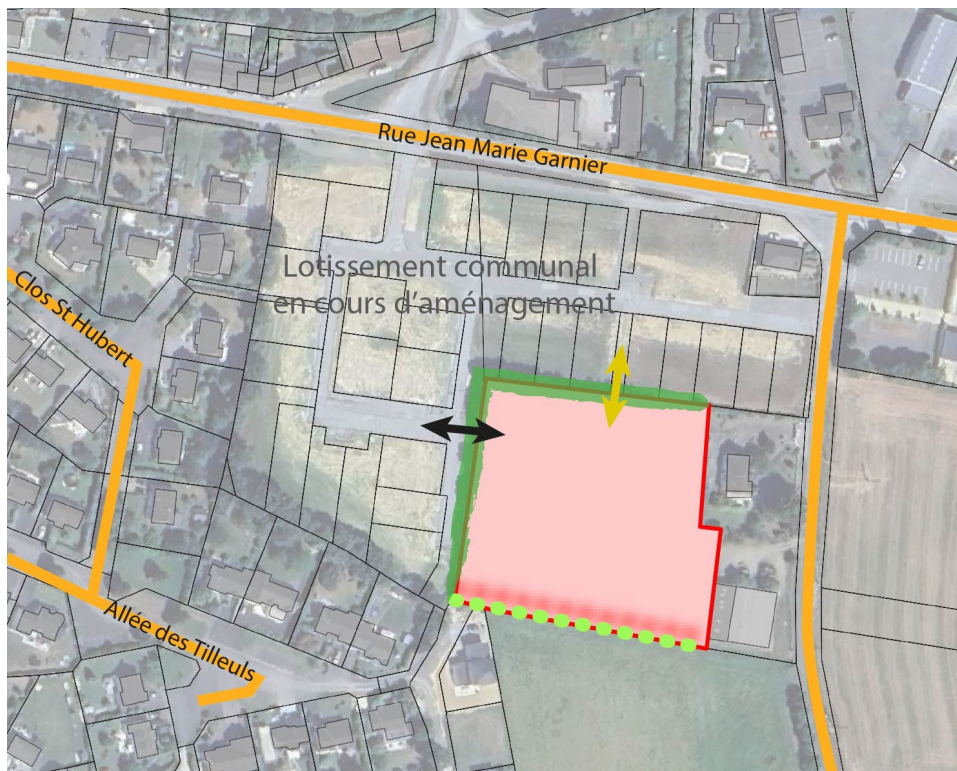 Rue Jean Marie Garnier
Lotissement communal
en cours d'aménagement
Clos St Hubert
Allée des Tilleuls